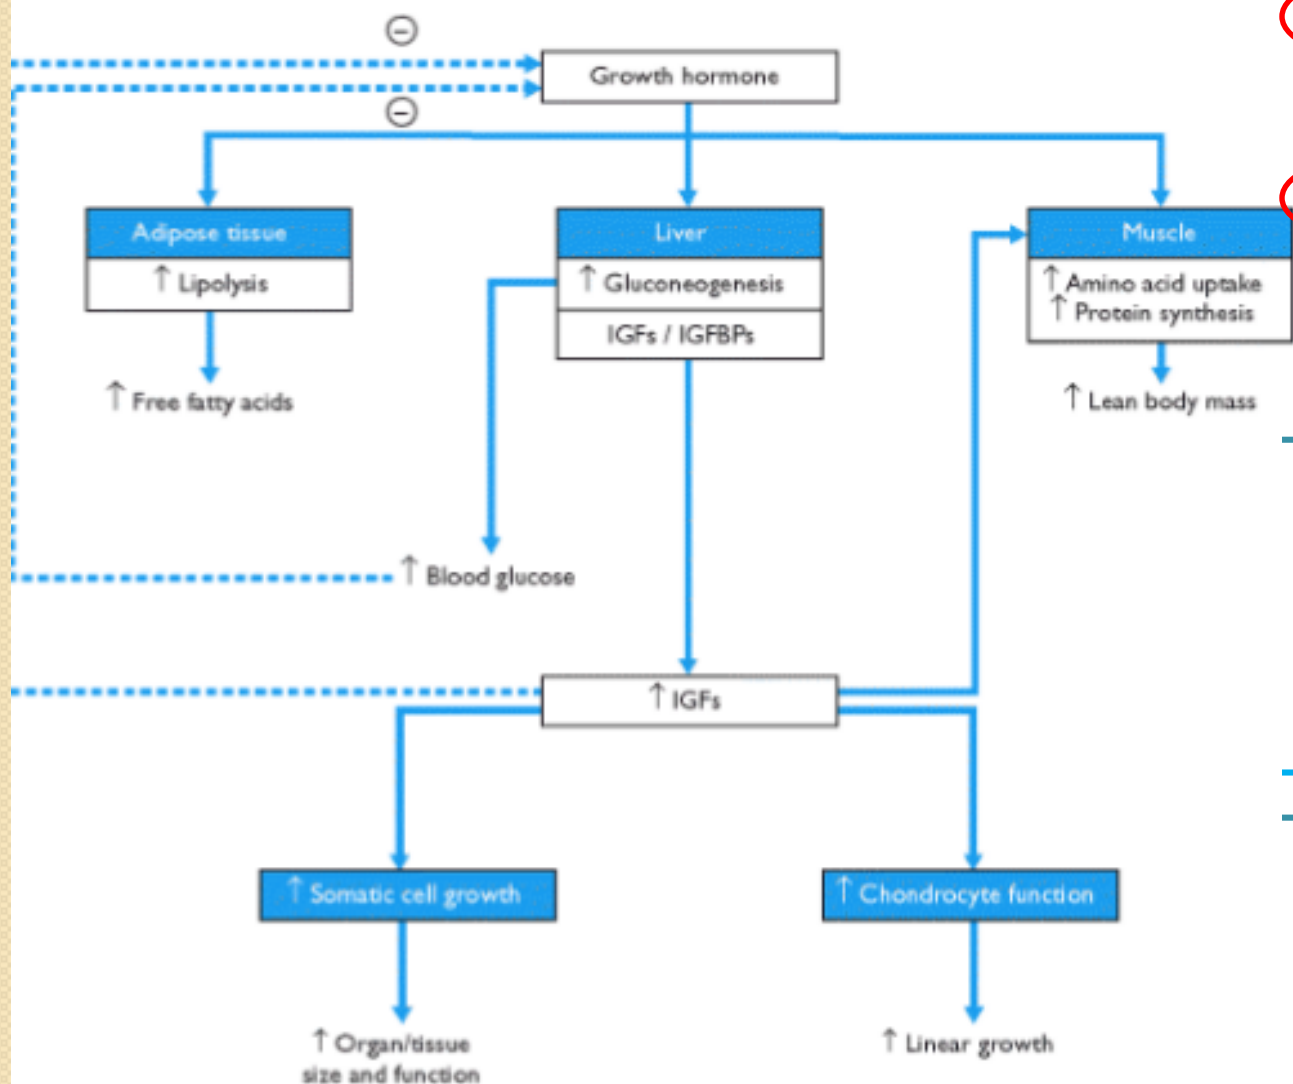 ⊖
Growth hormone
⊖
Adipose tissue
↑ Lipolysis
↑ Free fatty acids
Liver
↑ Gluconeogenesis
IGFs / IGFBPs
Muscle
↑ Amino acid uptake
↑ Protein synthesis
↑ Lean body mass
↑ Blood glucose
↑ IGFs
↑ Somatic cell growth
↑ Chondrocyte function
↑ Organ/tissue
size and function
↑ Linear growth